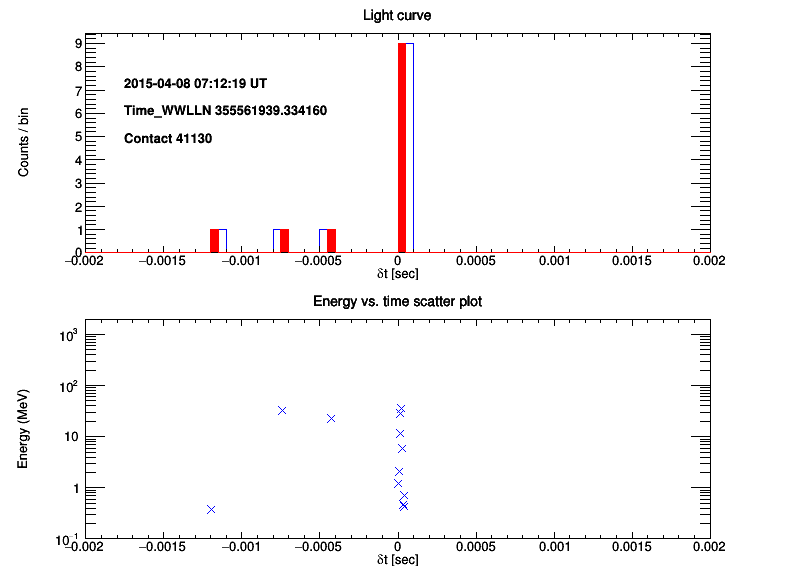 Light curve
Counts / bin
9
8
7
6
5
4
3
2
1
0
2015-04-08 07:12:19 UT
Time_WWLLN 355561939.334160
Contact 41130
−0.002 −0.0015 −0.001 −0.0005 0 0.0005 0.001 0.0015 0.002
δt [sec]
Energy vs. time scatter plot
Energy (MeV)
10³
10²
10
1
10⁻¹
−0.002 −0.0015 −0.001 −0.0005 0 0.0005 0.001 0.0015 0.002
δt [sec]